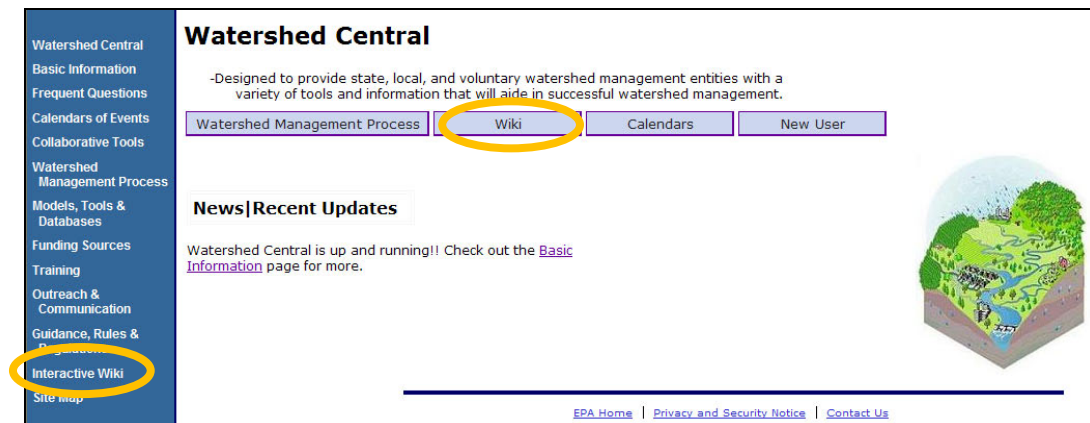 Watershed Central
Basic Information
Frequent Questions
Calendars of Events
Collaborative Tools
Watershed
Management Process
Models, Tools &
Databases
Funding Sources
Training
Outreach &
Communication
Guidance, Rules &
Regulations
Interactive Wiki
Site Map
Watershed Central
-Designed to provide state, local, and voluntary watershed management entities with a
variety of tools and information that will aide in successful watershed management.
Watershed Management Process Wiki Calendars New User
News|Recent Updates
Watershed Central is up and running!! Check out the Basic
Information page for more.
EPA Home | Privacy and Security Notice | Contact Us